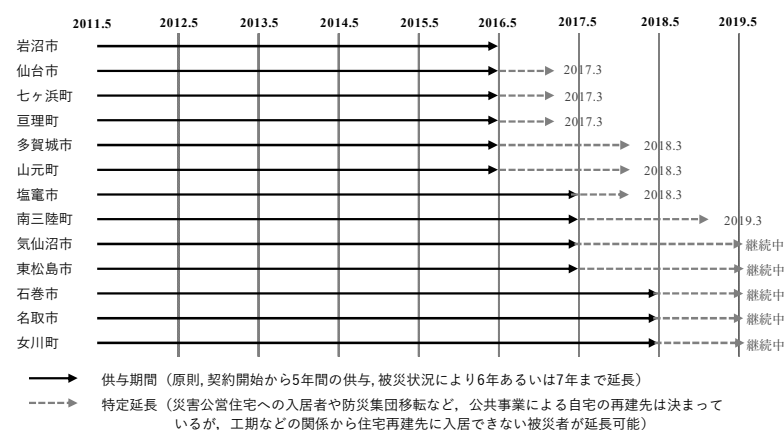 2011.5 2012.5 2013.5 2014.5 2015.5 2016.5 2017.5 2018.5 2019.5
岩沼市
仙台市 2017.3
七ヶ浜町 2017.3
亘理町 2017.3
多賀城市 2018.3
山元町 2018.3
塩竈市 2018.3
南三陸町 2019.3
気仙沼市 継続中
東松島市 継続中
石巻市 継続中
名取市 継続中
女川町 継続中
供与期間（原則, 契約開始から5年間の供与, 被災状況により6年あるいは7年まで延長）
特定延長（災害公営住宅への入居者や防災集団移転など，公共事業による自宅の再建先は決まって
いるが，工期などの関係から住宅再建先に入居できない被災者が延長可能）